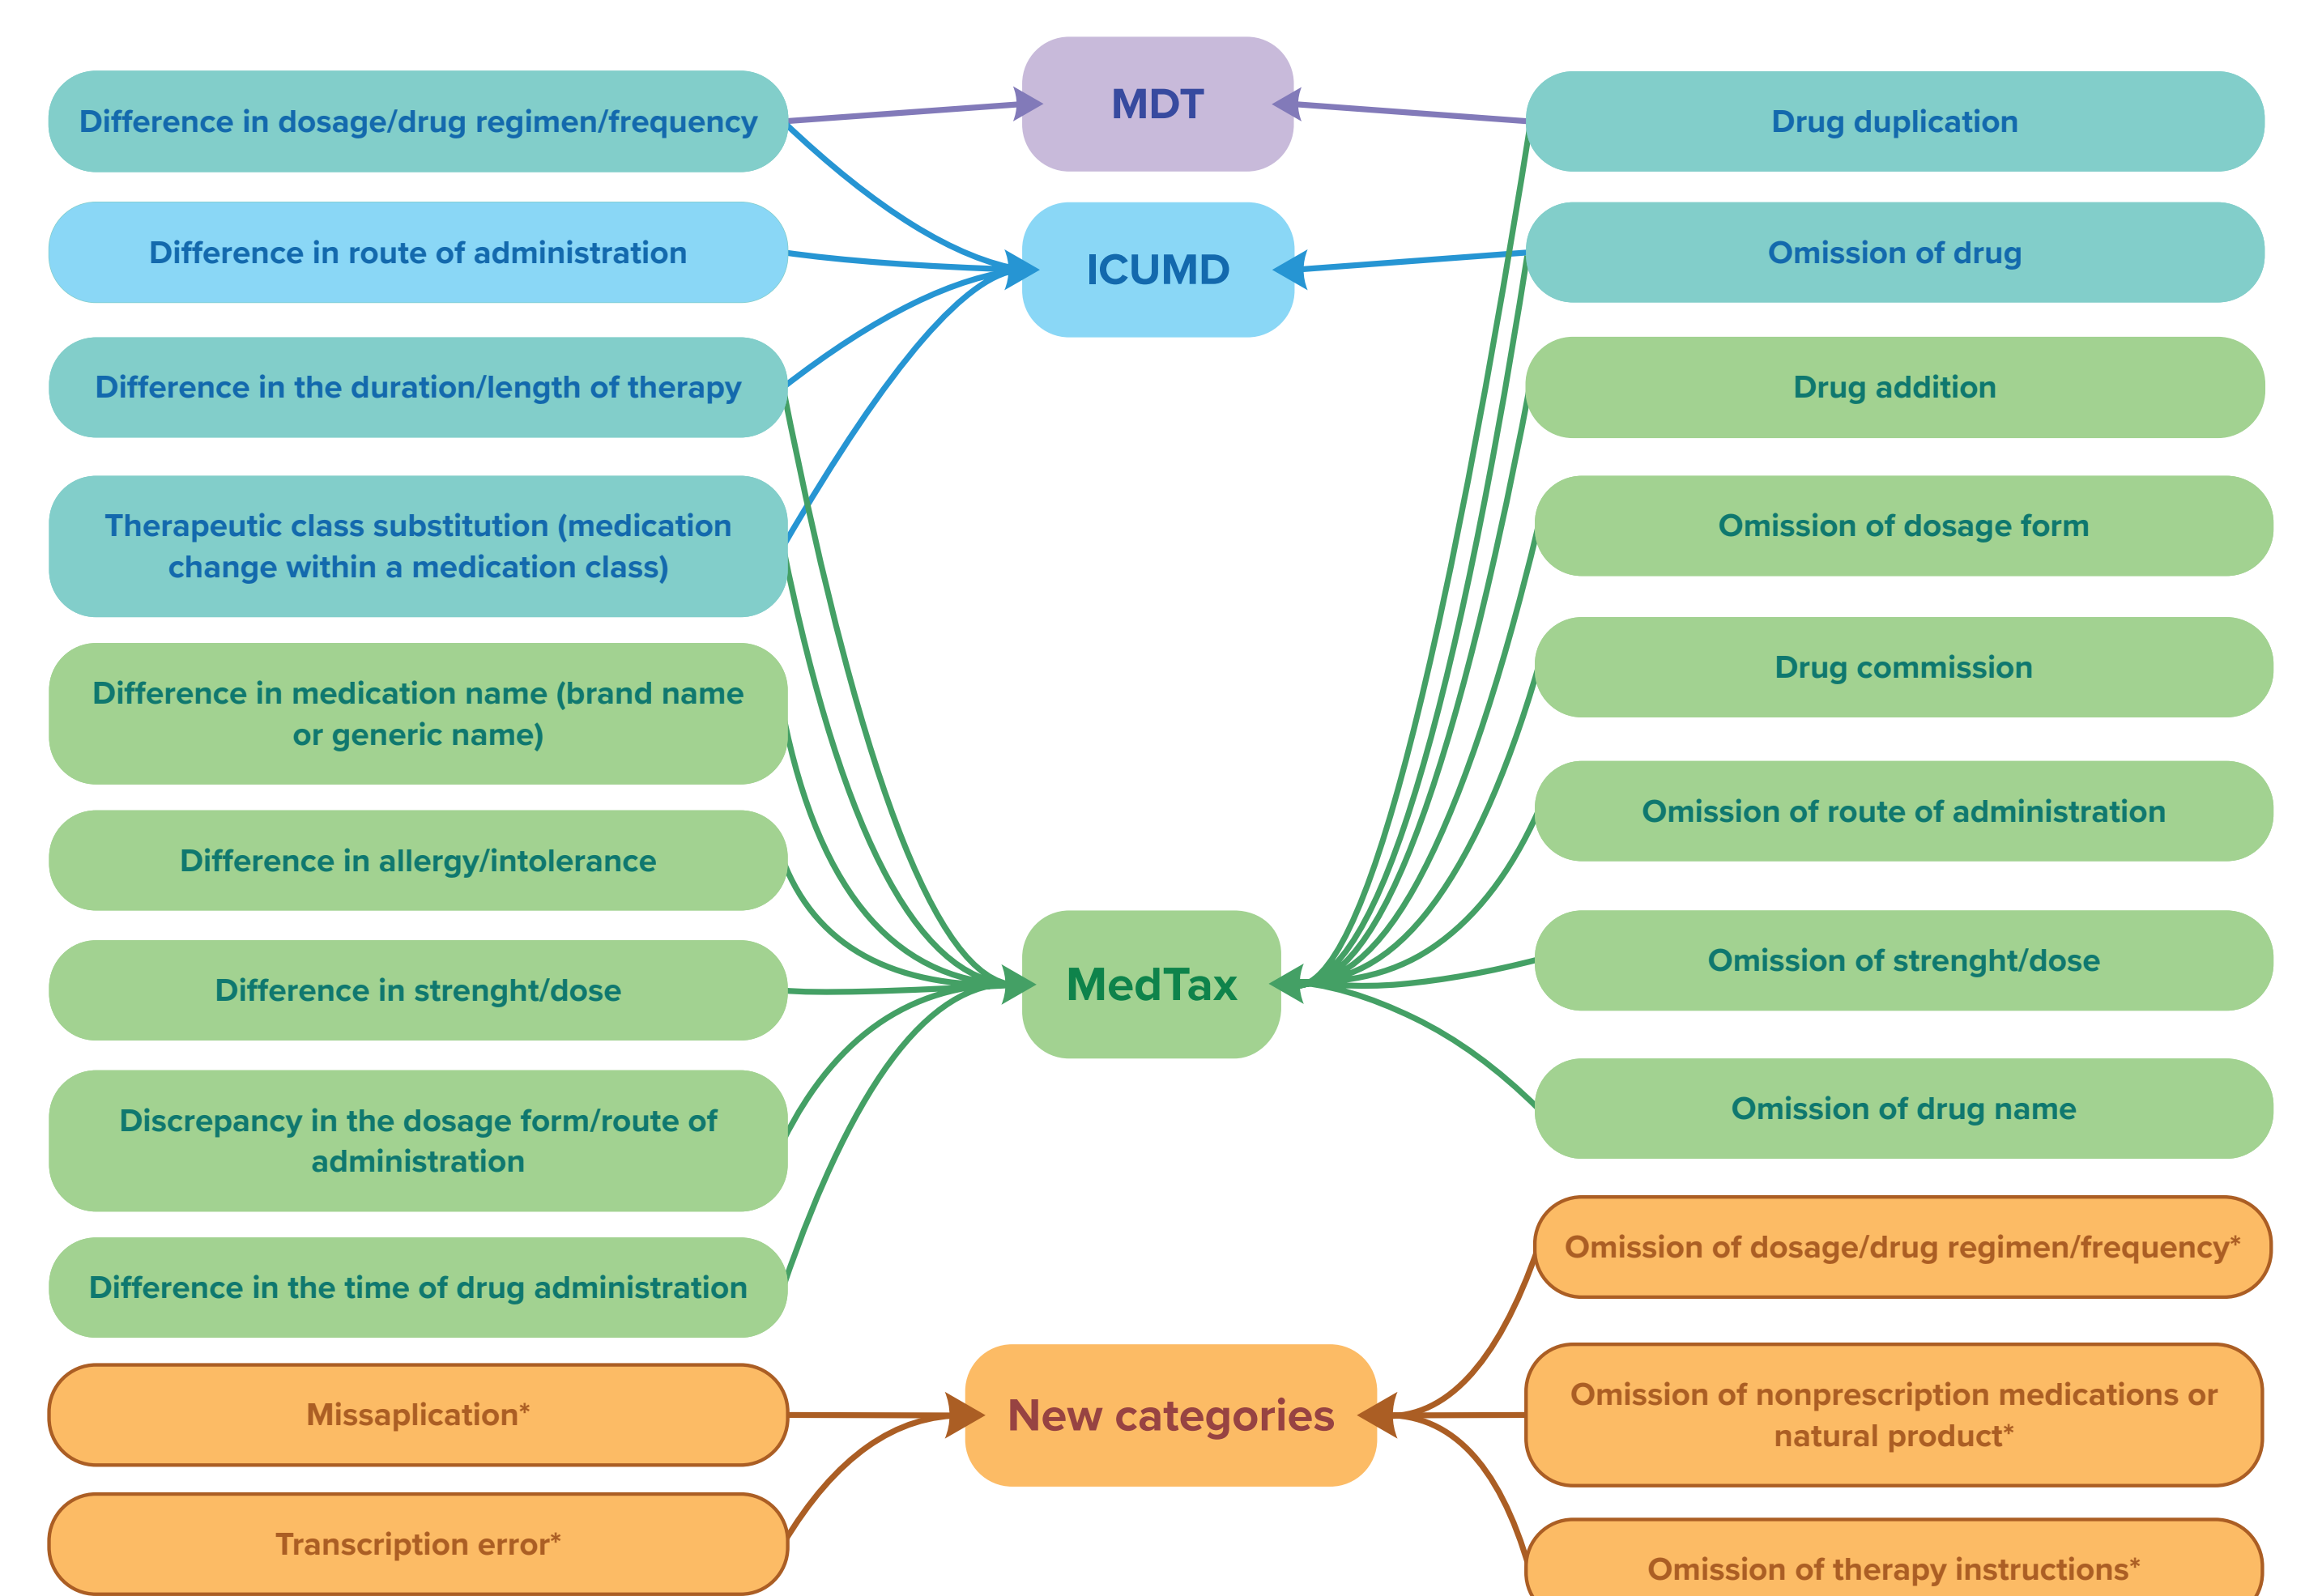 Difference in dosage/drug regimen/frequency
Difference in route of administration
Difference in the duration/length of therapy
Therapeutic class substitution (medication
change within a medication class)
Difference in medication name (brand name
or generic name)
Difference in allergy/intolerance
Difference in strenght/dose
Discrepancy in the dosage form/route of
administration
Difference in the time of drug administration
Missaplication*
Transcription error*
MDT
ICUMD
MedTax
New categories
Drug duplication
Omission of drug
Drug addition
Omission of dosage form
Drug commission
Omission of route of administration
Omission of strenght/dose
Omission of drug name
Omission of dosage/drug regimen/frequency*
Omission of nonprescription medications or
natural product*
Omission of therapy instructions*